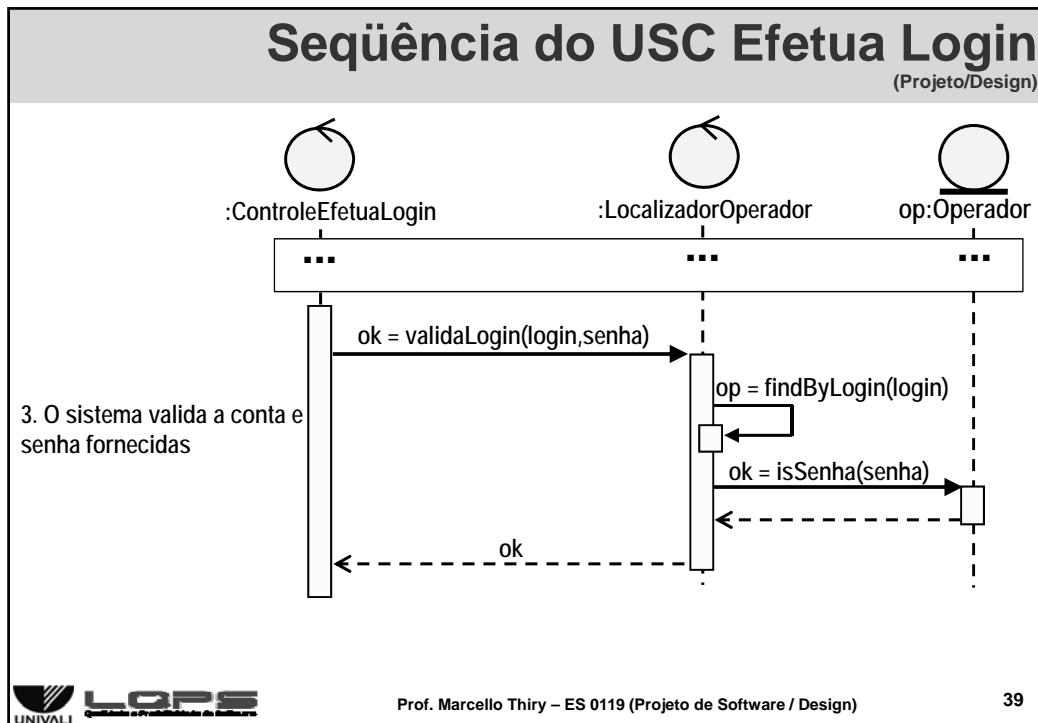 Seqüência do USC Efetua Login
(Projeto/Design)
:ControleEfetuaLogin
:LocalizadorOperador
op:Operador
...
...
...
ok = validaLogin(login,senha)
op = findByLogin(login)
3. O sistema valida a conta e
senha fornecidas
ok = isSenha(senha)
ok
UNIVALI
LQPS
Prof. Marcello Thiry – ES 0119 (Projeto de Software / Design)
39